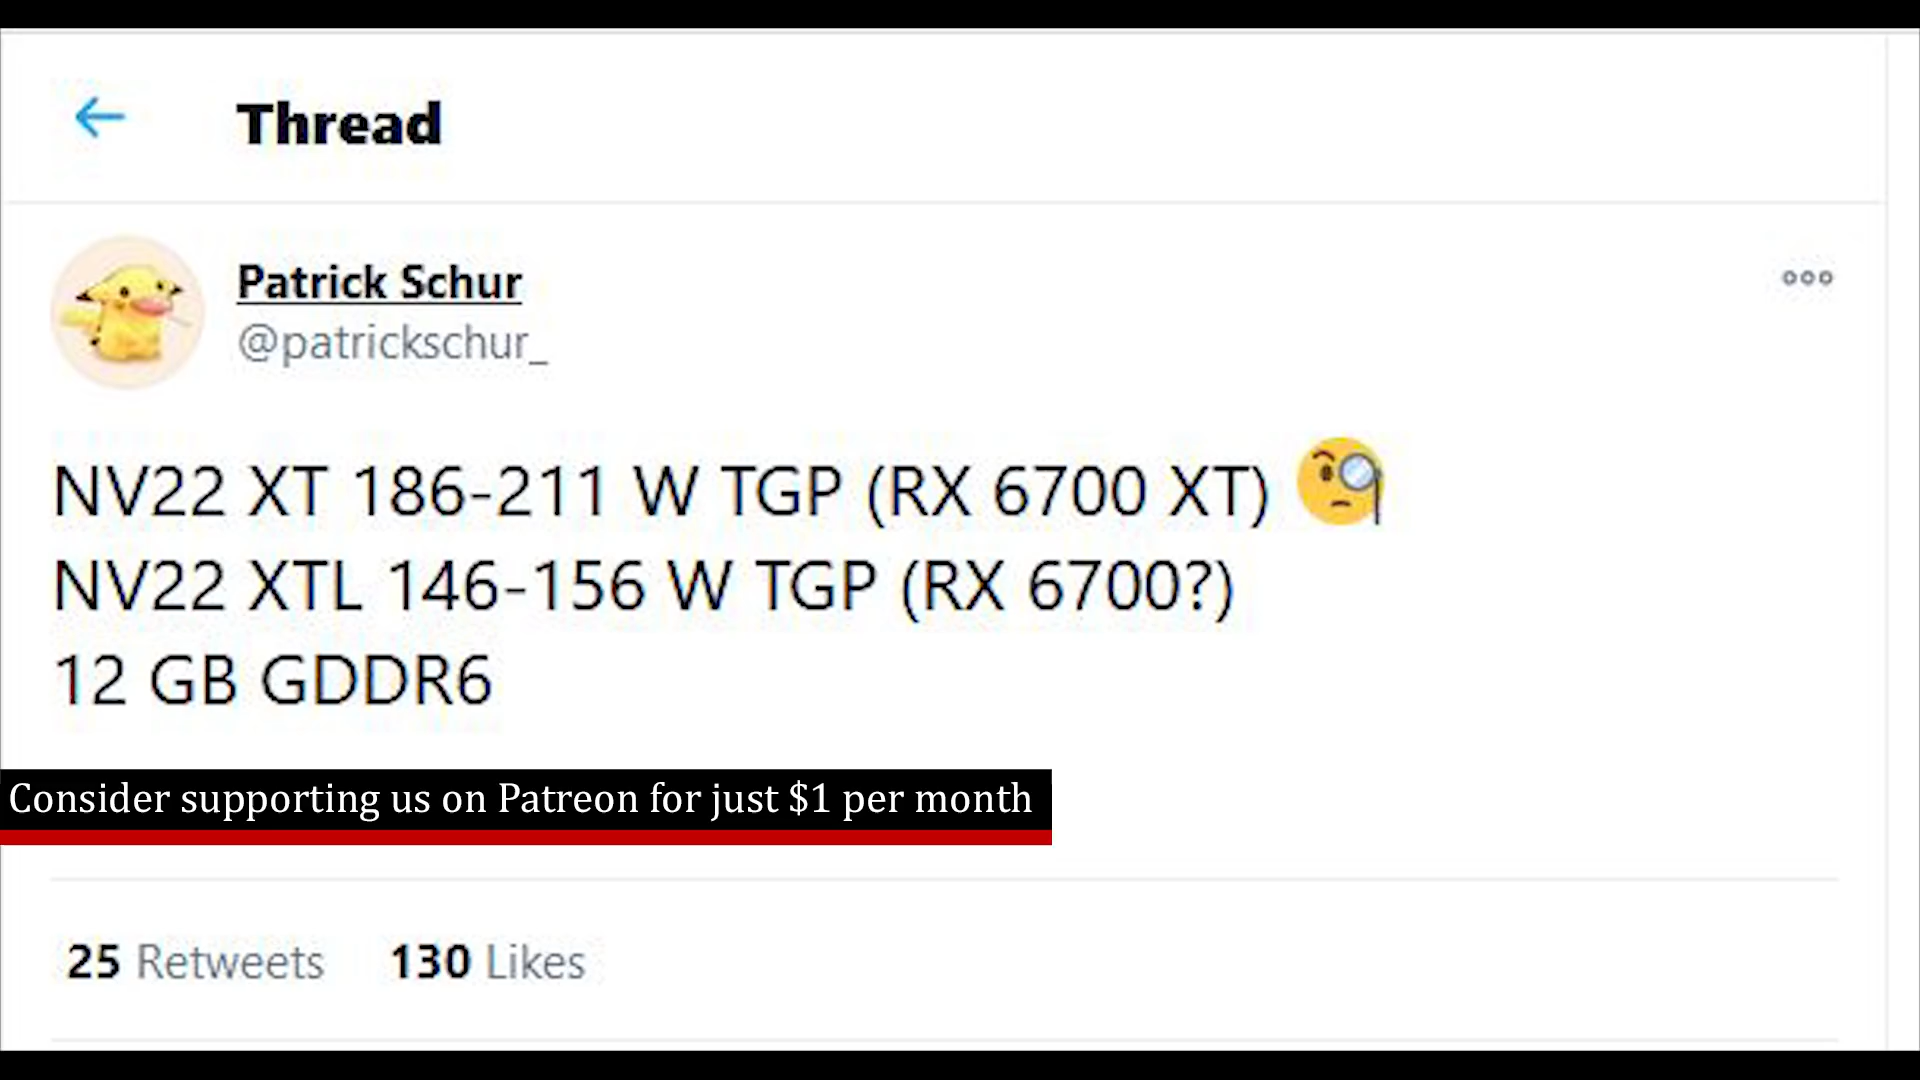 Thread
Patrick Schur
@patrickschur_
NV22 XT 186-211 W TGP (RX 6700 XT) 🧐
NV22 XTL 146-156 W TGP (RX 6700?)
12 GB GDDR6
Consider supporting us on Patreon for just $1 per month
25 Retweets 130 Likes